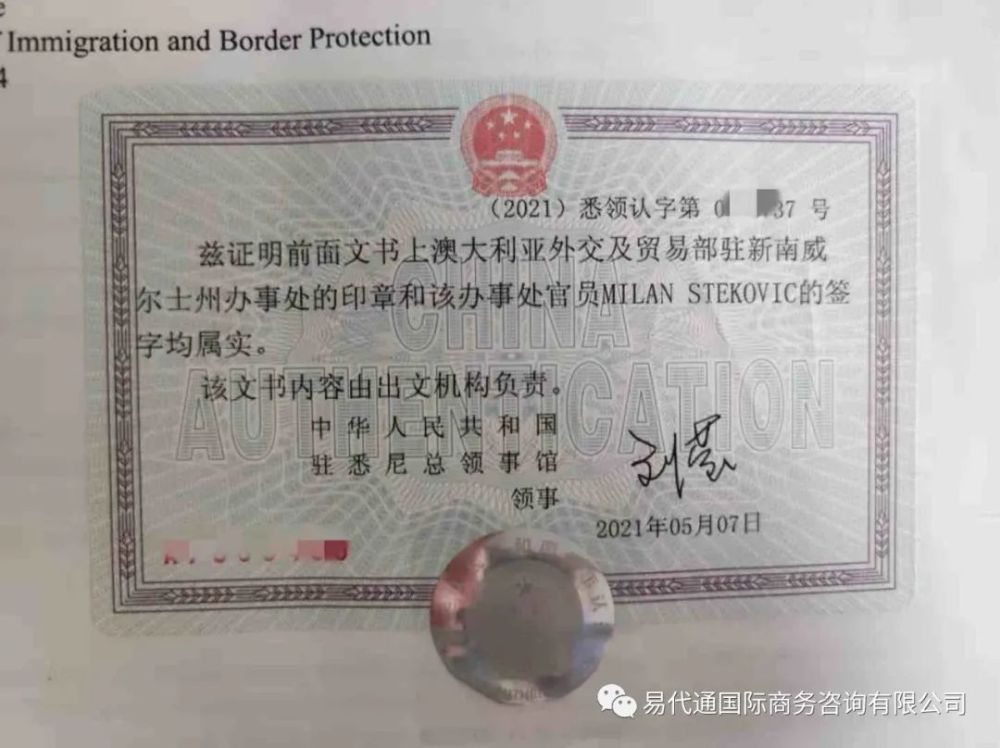 Immigration and Border Protection
4
(2021)悉领认字第 0 37 号
兹证明前面文书上澳大利亚外交及贸易部驻新南威
尔士州办事处的印章和该办事处官员MILAN STEKOVIC的签
字均属实。
该文书内容由出文机构负责。
CHINA
AUTHENTICATION
中华人民共和国
驻悉尼总领事馆
领事
2021年05月07日
易代通国际商务咨询有限公司